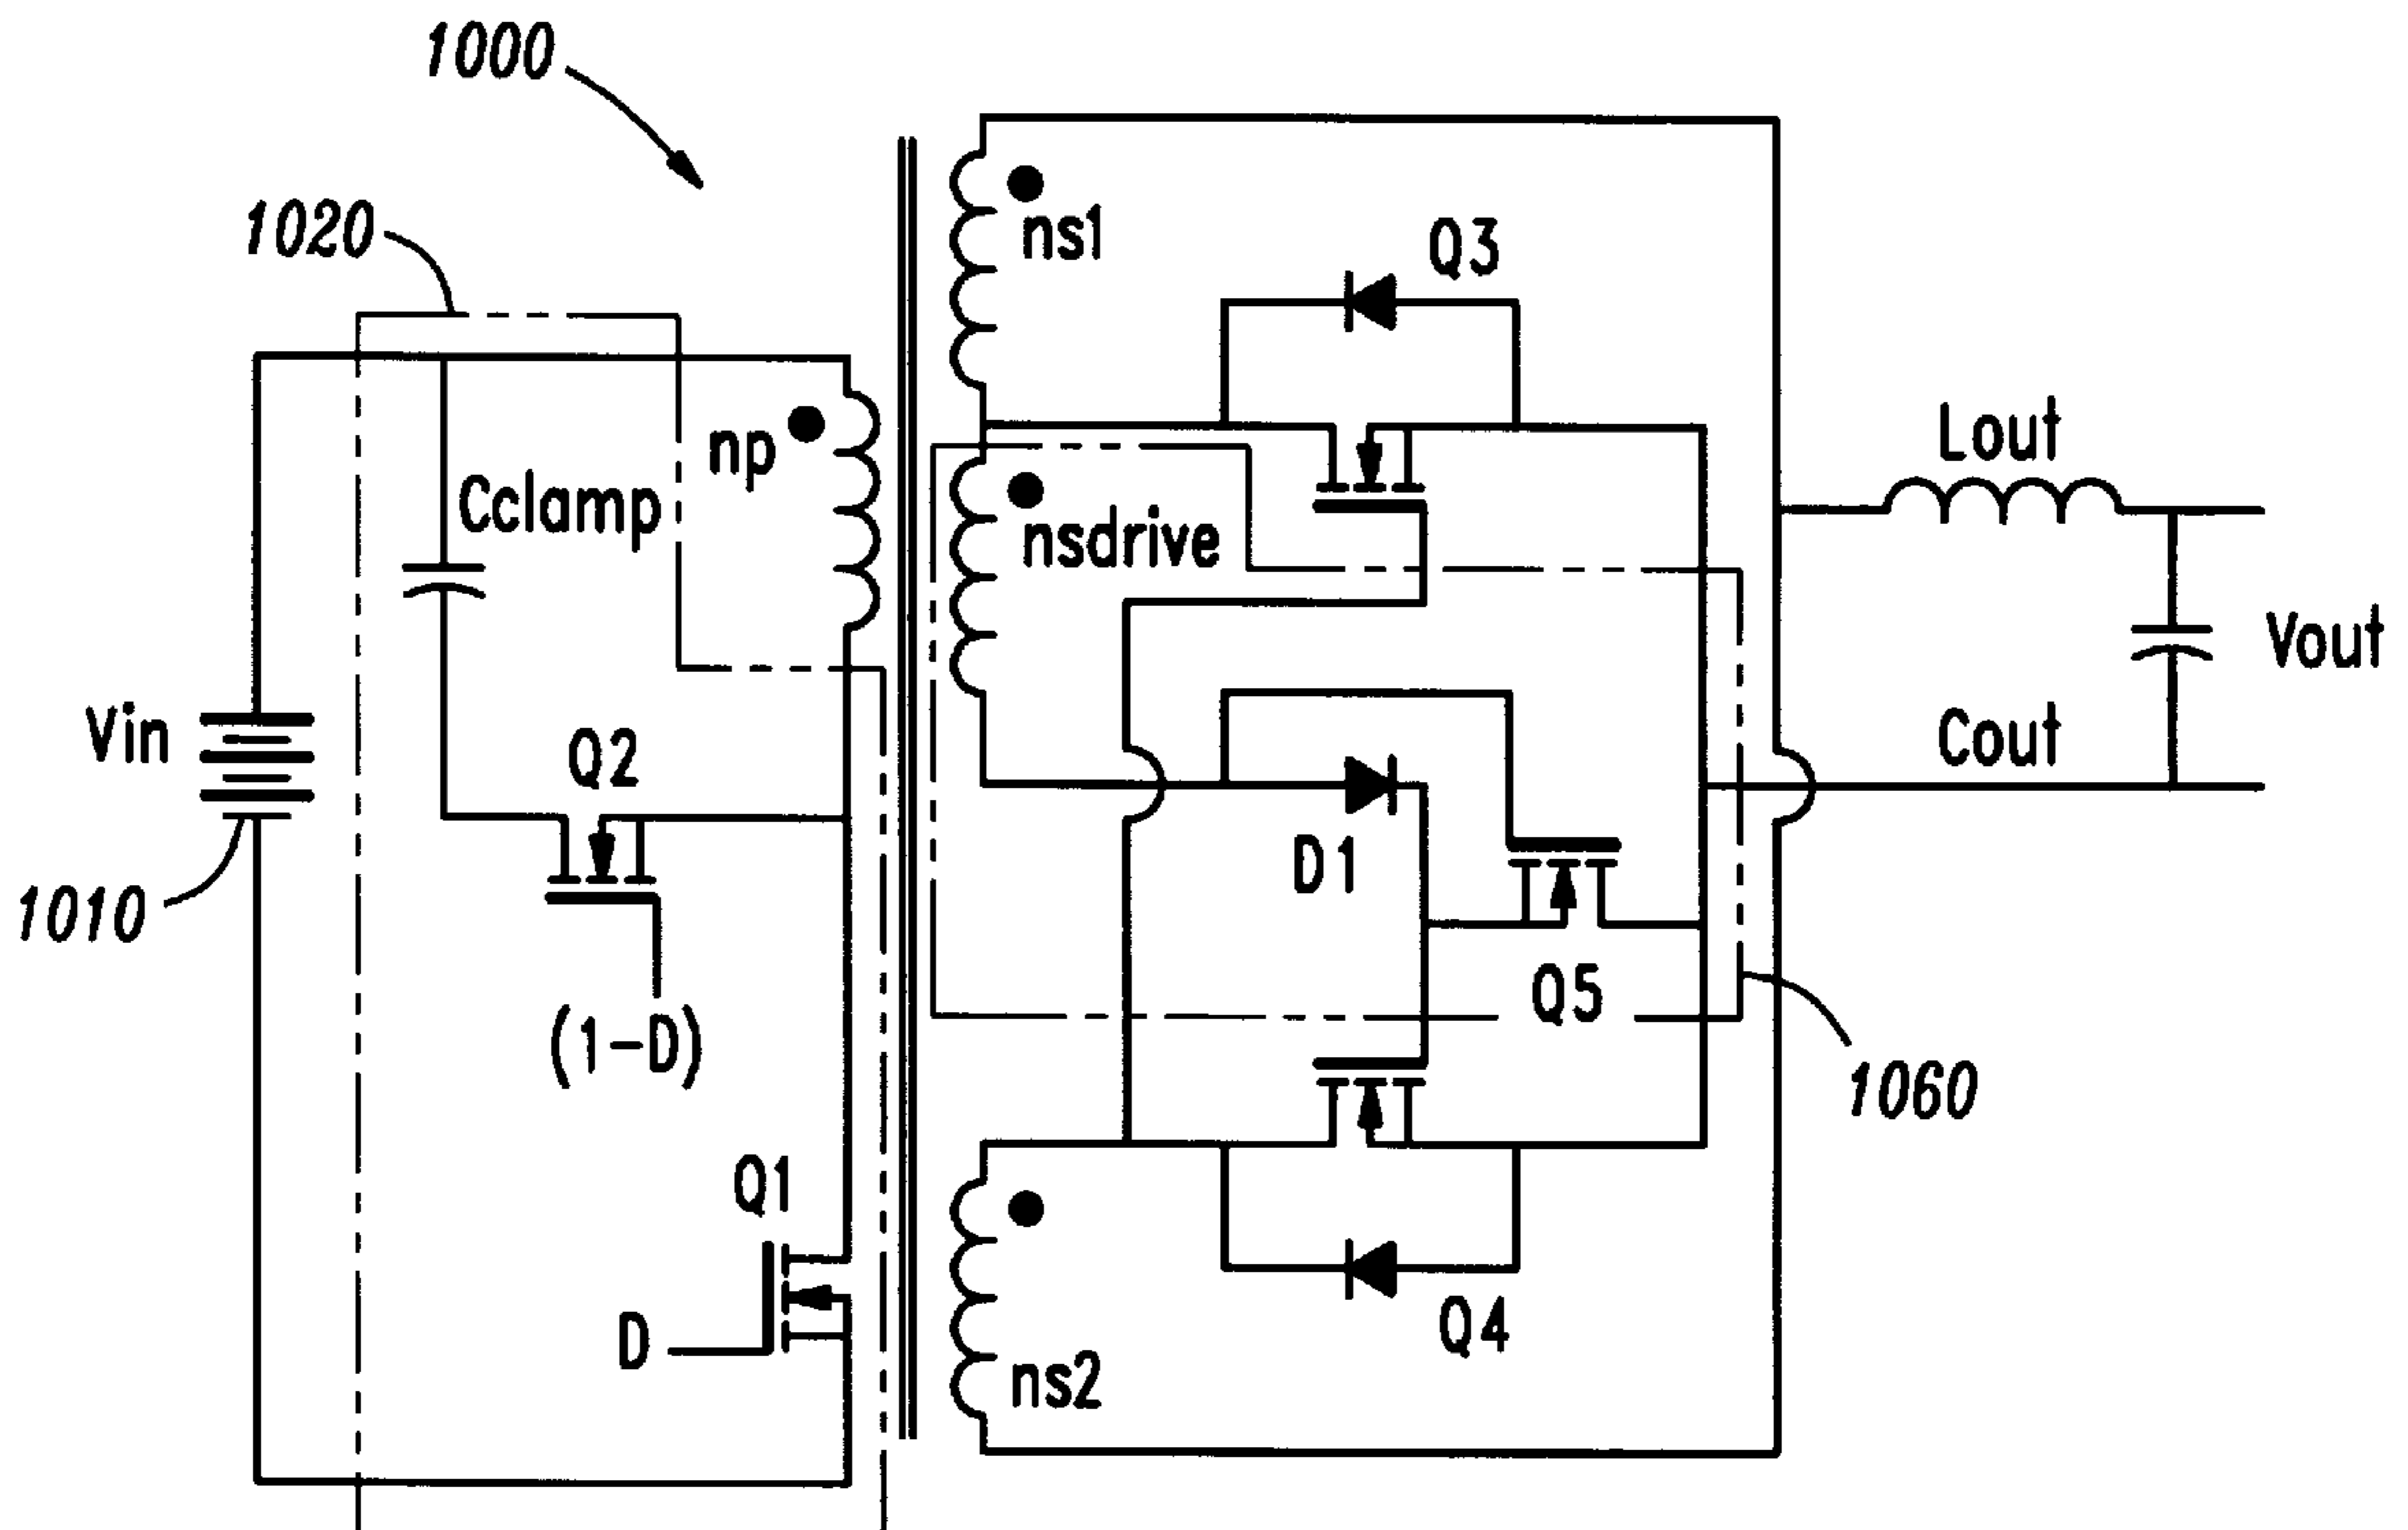 1000
1020
ns1
Q3
np
Cclamp
nsdrive
Lout
Vin
Q2
D1
Cout
Vout
1010
Q5
(1-D)
1060
Q1
D
Q4
ns2